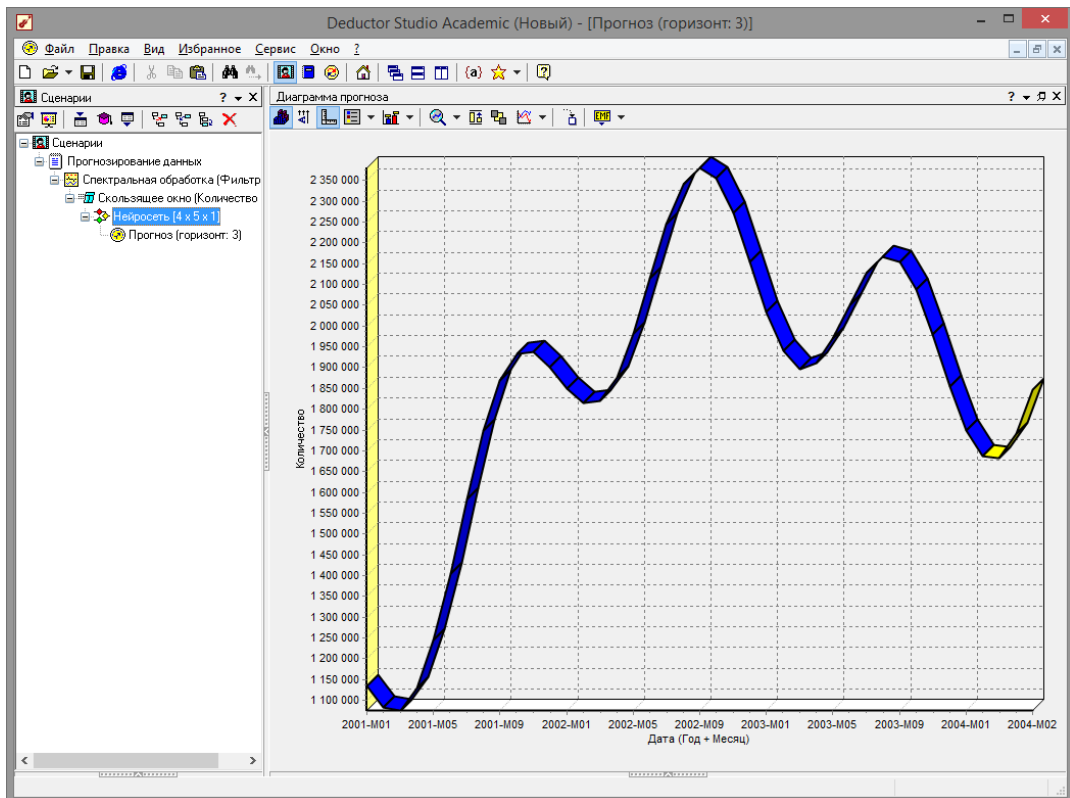 Deductor Studio Academic (Новый) - [Прогноз (горизонт: 3)]
Файл Правка Вид Избранное Сервис Окно ?
{a}
Сценарии
Диаграмма прогноза
EMF
Сценарии
Прогнозирование данных
Спектральная обработка (Фильтр
Скользящее окно (Количество
Нейросеть [4 x 5 x 1]
Прогноз (горизонт: 3)
Количество
2 350 000
2 300 000
2 250 000
2 200 000
2 150 000
2 100 000
2 050 000
2 000 000
1 950 000
1 900 000
1 850 000
1 800 000
1 750 000
1 700 000
1 650 000
1 600 000
1 550 000
1 500 000
1 450 000
1 400 000
1 350 000
1 300 000
1 250 000
1 200 000
1 150 000
1 100 000
2001-M01 2001-M05 2001-M09 2002-M01 2002-M05 2002-M09 2003-M01 2003-M05 2003-M09 2004-M01 2004-M02
Дата (Год + Месяц)